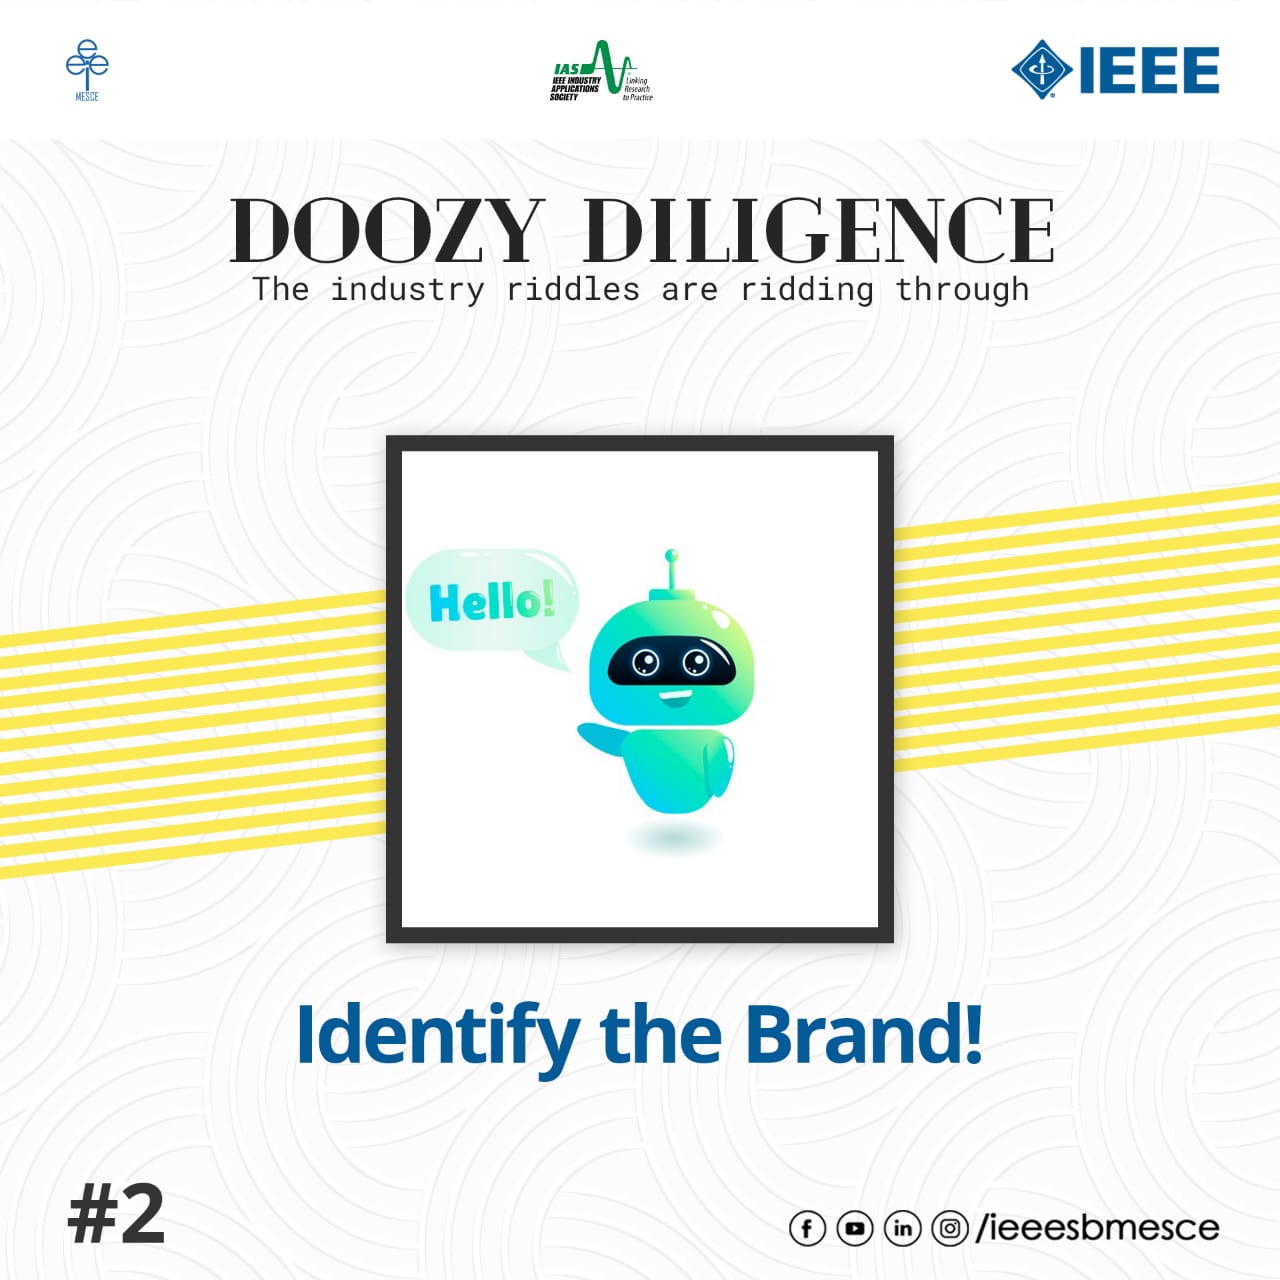 MESCE
IAS
IEEE INDUSTRY
APPLICATIONS
SOCIETY
Linking
Research
to Practice
IEEE
DOOZY DILIGENCE
The industry riddles are ridding through
Hello!
Identify the Brand!
#2
/ieeesbmesce